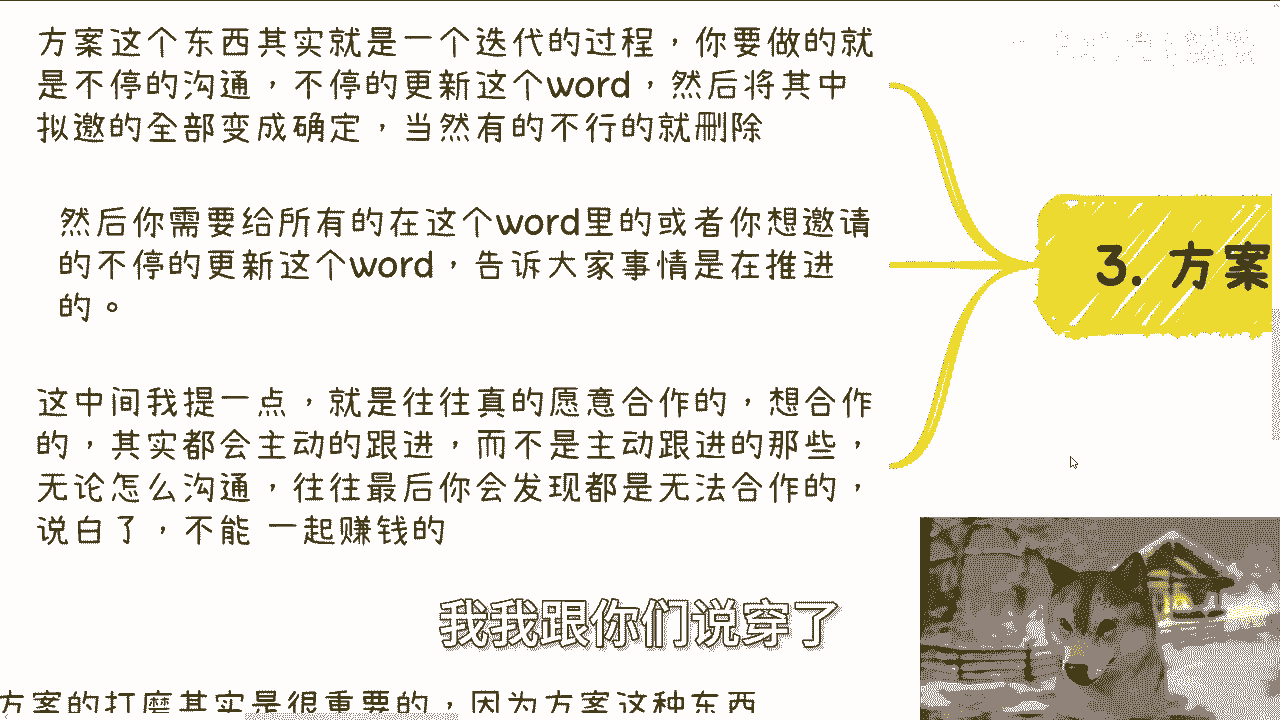 方案这个东西其实就是一个迭代的过程，你要做的就
是不停的沟通，不停的更新这个word，然后将其中
拟邀的全部变成确定，当然有的不行的就删除
然后你需要给所有的在这个word里的或者你想邀请
的不停的更新这个word，告诉大家事情是在推进
的。
这中间我提一点，就是往往真的愿意合作的，想合作
的，其实都会主动的跟进，而不是主动跟进的那些，
无论怎么沟通，往往最后你会发现都是无法合作的，
说白了，不能 一起赚钱的
3. 方案
我我跟你们说穿了
方案的打磨其实是很重要的，因为方案这种东西